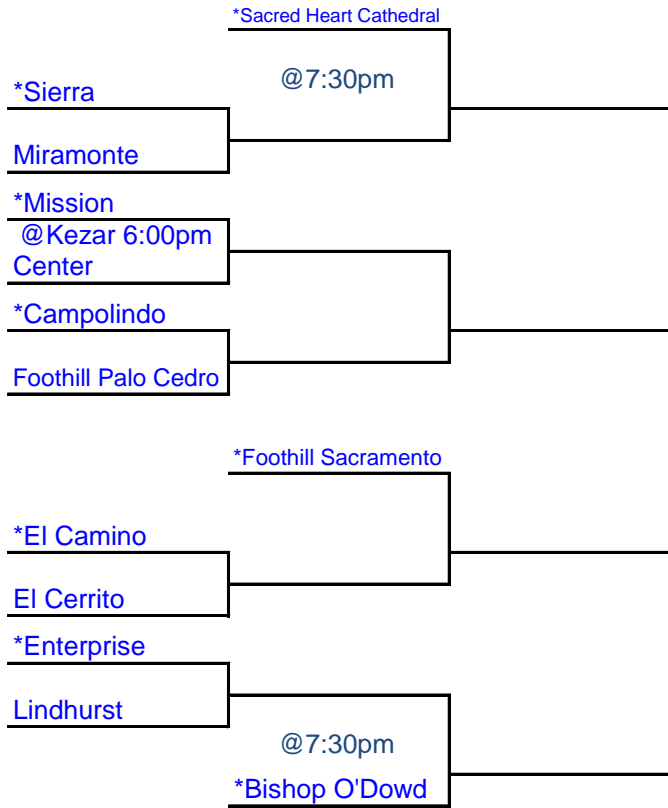 *Sacred Heart Cathedral
@7:30pm
*Sierra
Miramonte
*Mission
@Kezar 6:00pm
Center
*Campolindo
Foothill Palo Cedro
*Foothill Sacramento
*El Camino
El Cerrito
*Enterprise
Lindhurst
@7:30pm
*Bishop O'Dowd